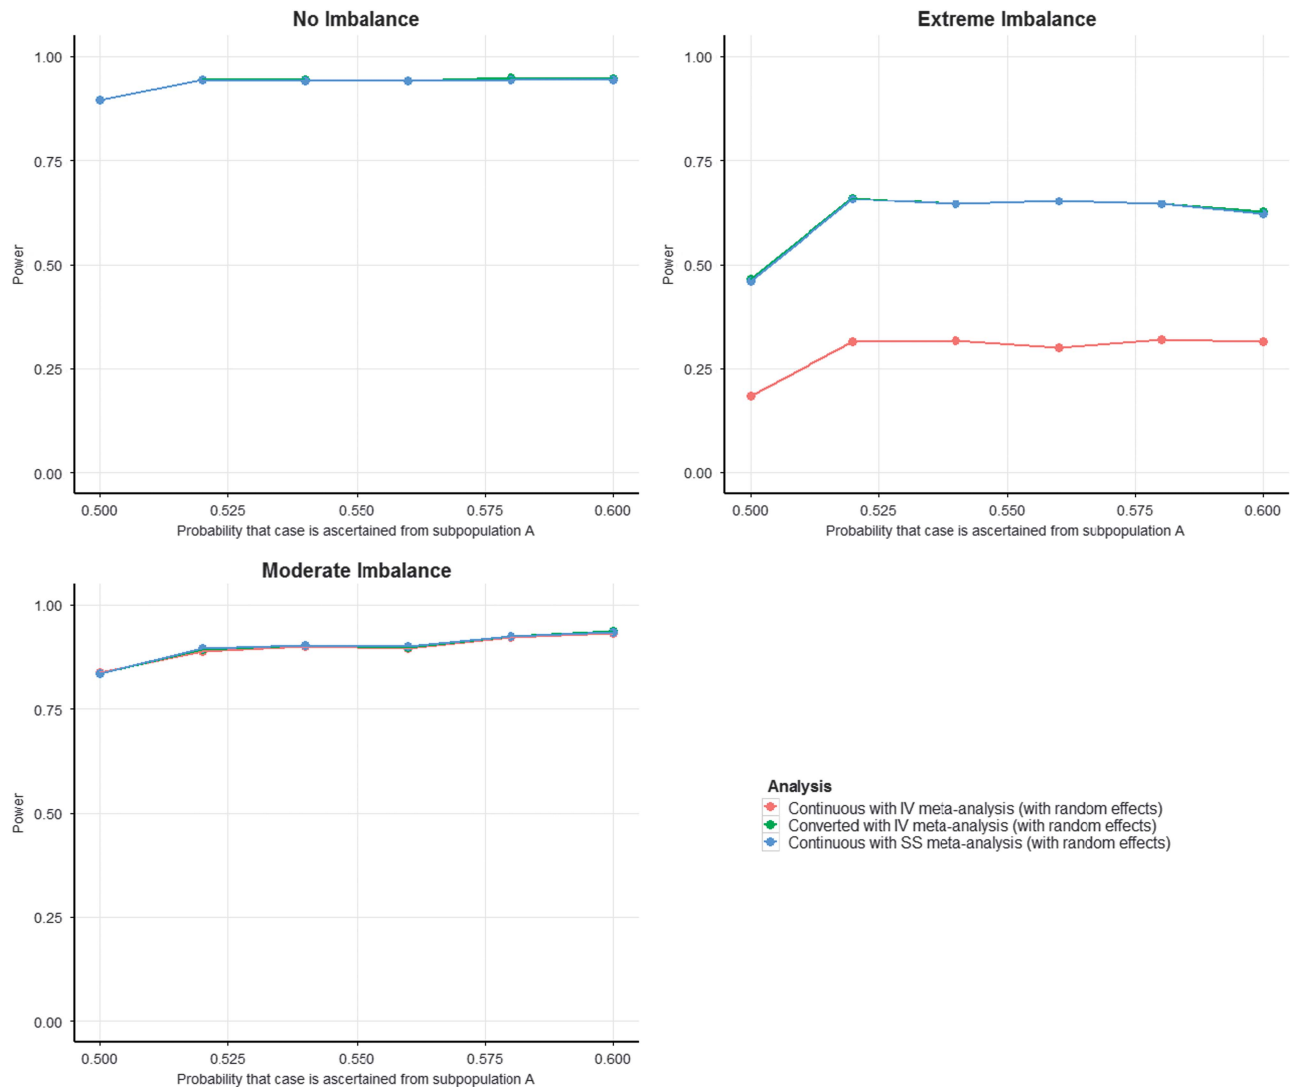 No Imbalance
1.00
0.75
0.50
0.25
0.00
Power
0.500
0.525
0.550
0.575
0.600
Probability that case is ascertained from subpopulation A
Extreme Imbalance
1.00
0.75
0.50
0.25
0.00
Power
0.500
0.525
0.550
0.575
0.600
Probability that case is ascertained from subpopulation A
Moderate Imbalance
1.00
0.75
0.50
0.25
0.00
Power
0.500
0.525
0.550
0.575
0.600
Probability that case is ascertained from subpopulation A
Analysis
Continuous with IV meta-analysis (with random effects)
Converted with IV meta-analysis (with random effects)
Continuous with SS meta-analysis (with random effects)